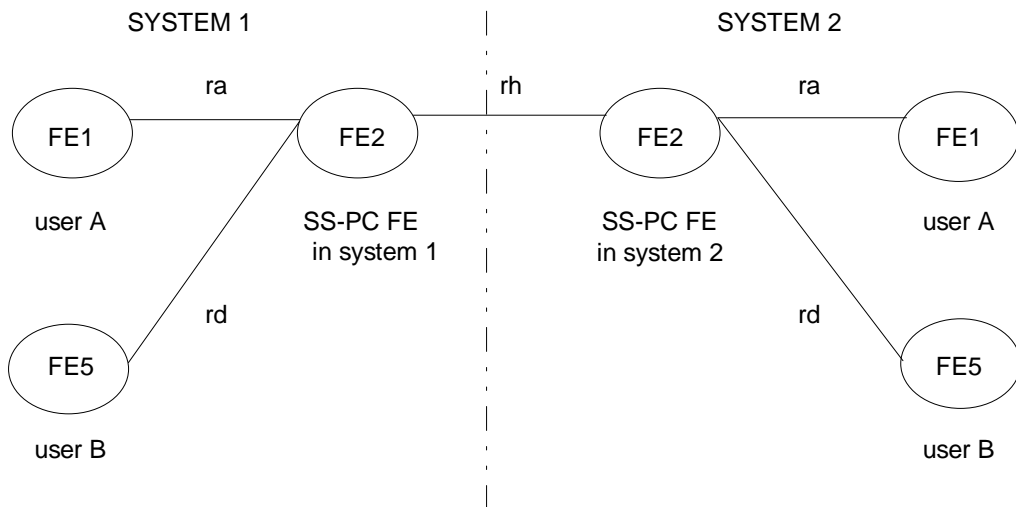 SYSTEM 1
SYSTEM 2
ra
rh
ra
FE1
FE2
FE2
FE1
user A
SS-PC FE
in system 1
SS-PC FE
in system 2
user A
rd
rd
FE5
FE5
user B
user B